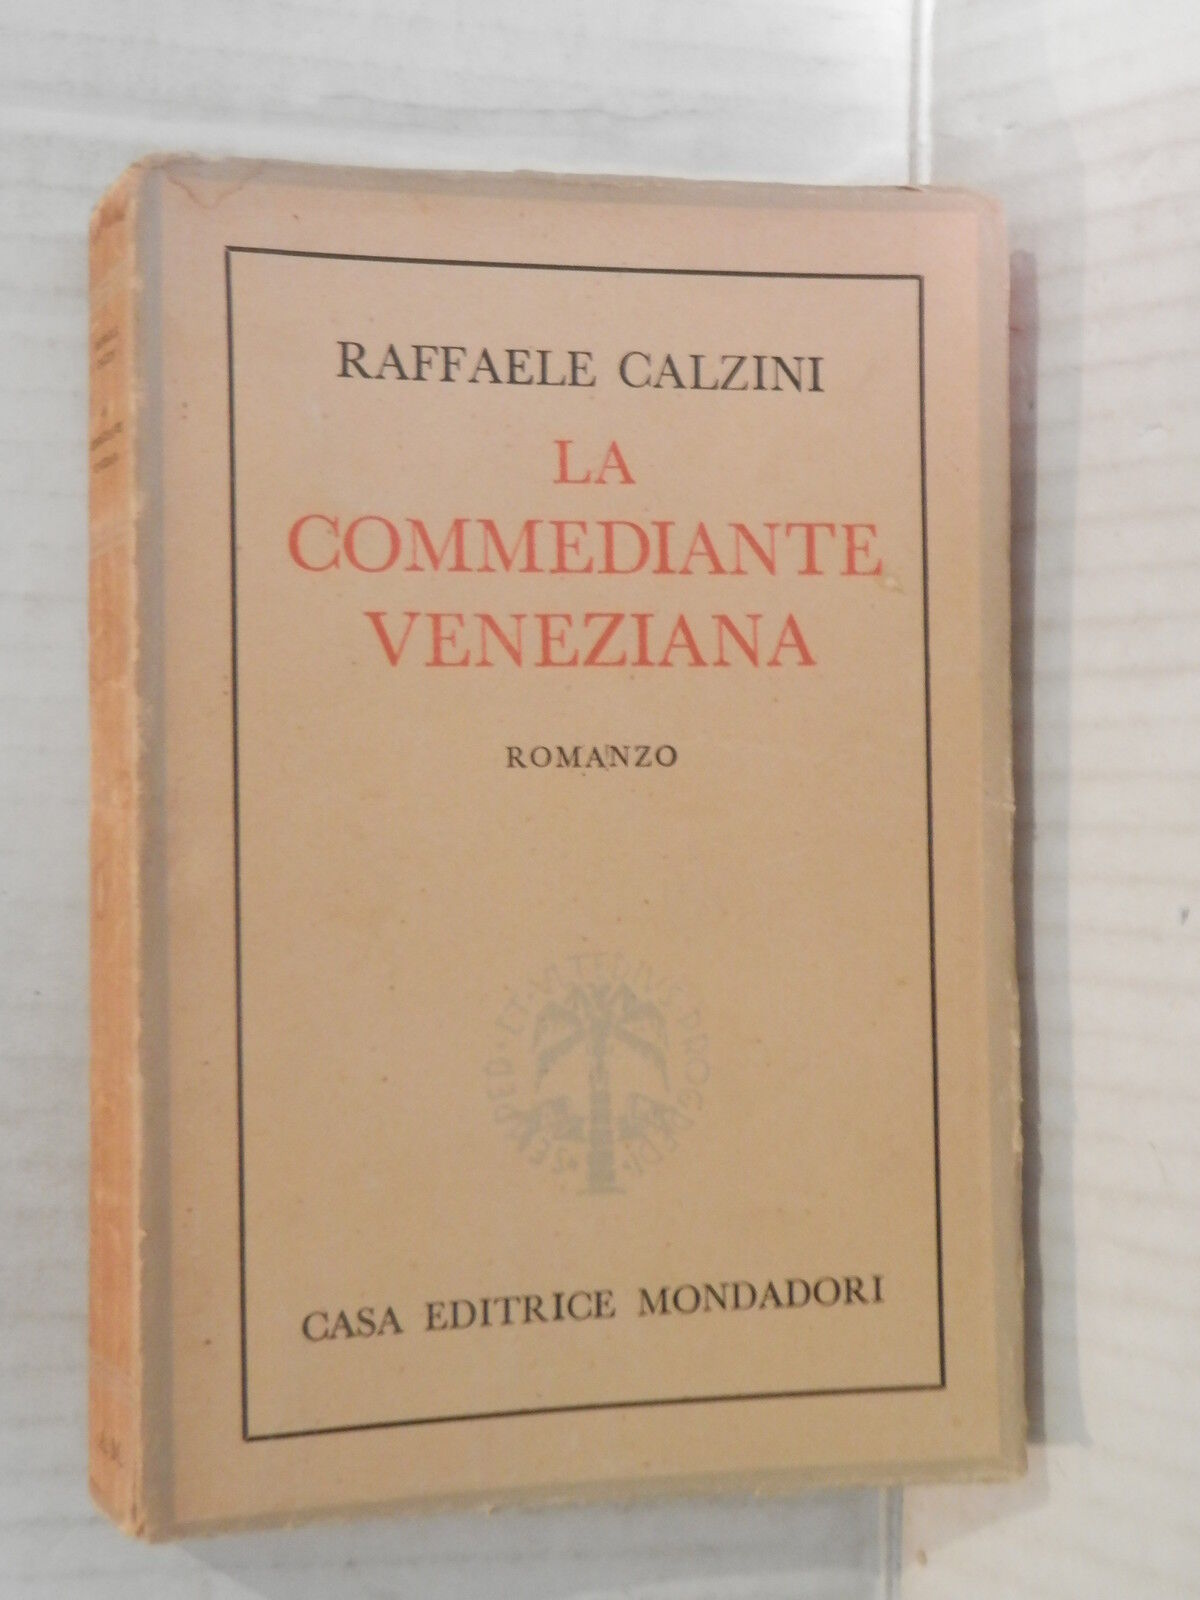 RAFFAELE CALZINI
LA
COMMEDIANTE
VENEZIANA
ROMANZO
CASA EDITRICE MONDADORI